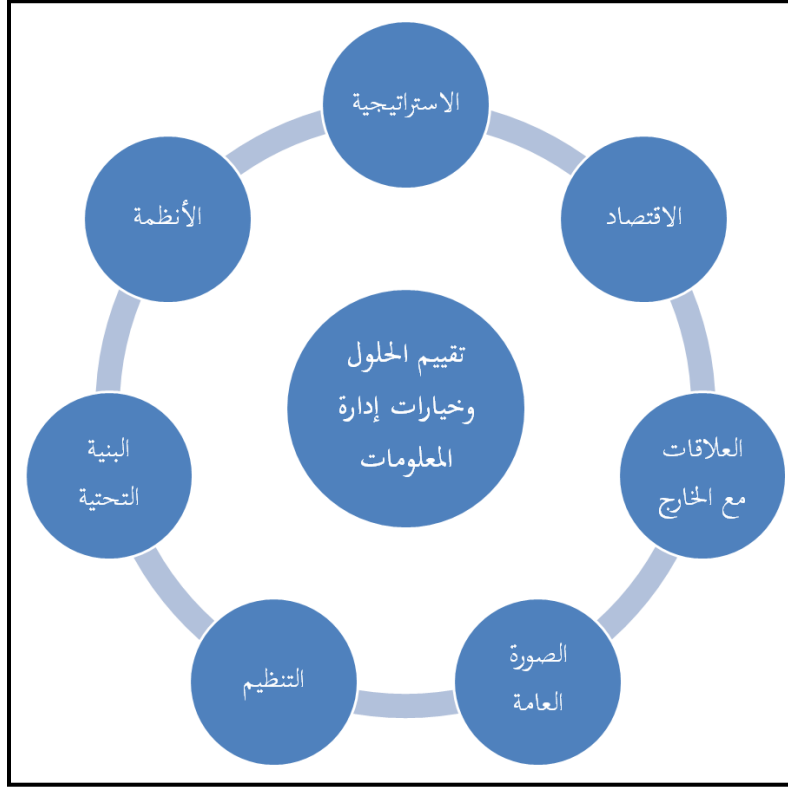 الاستراتيجية
الاقتصاد
العلاقات
مع الخارج
الصورة
العامة
التنظيم
البنية
التحتية
الأنظمة
تقييم الحلول
وخيارات إدارة
المعلومات